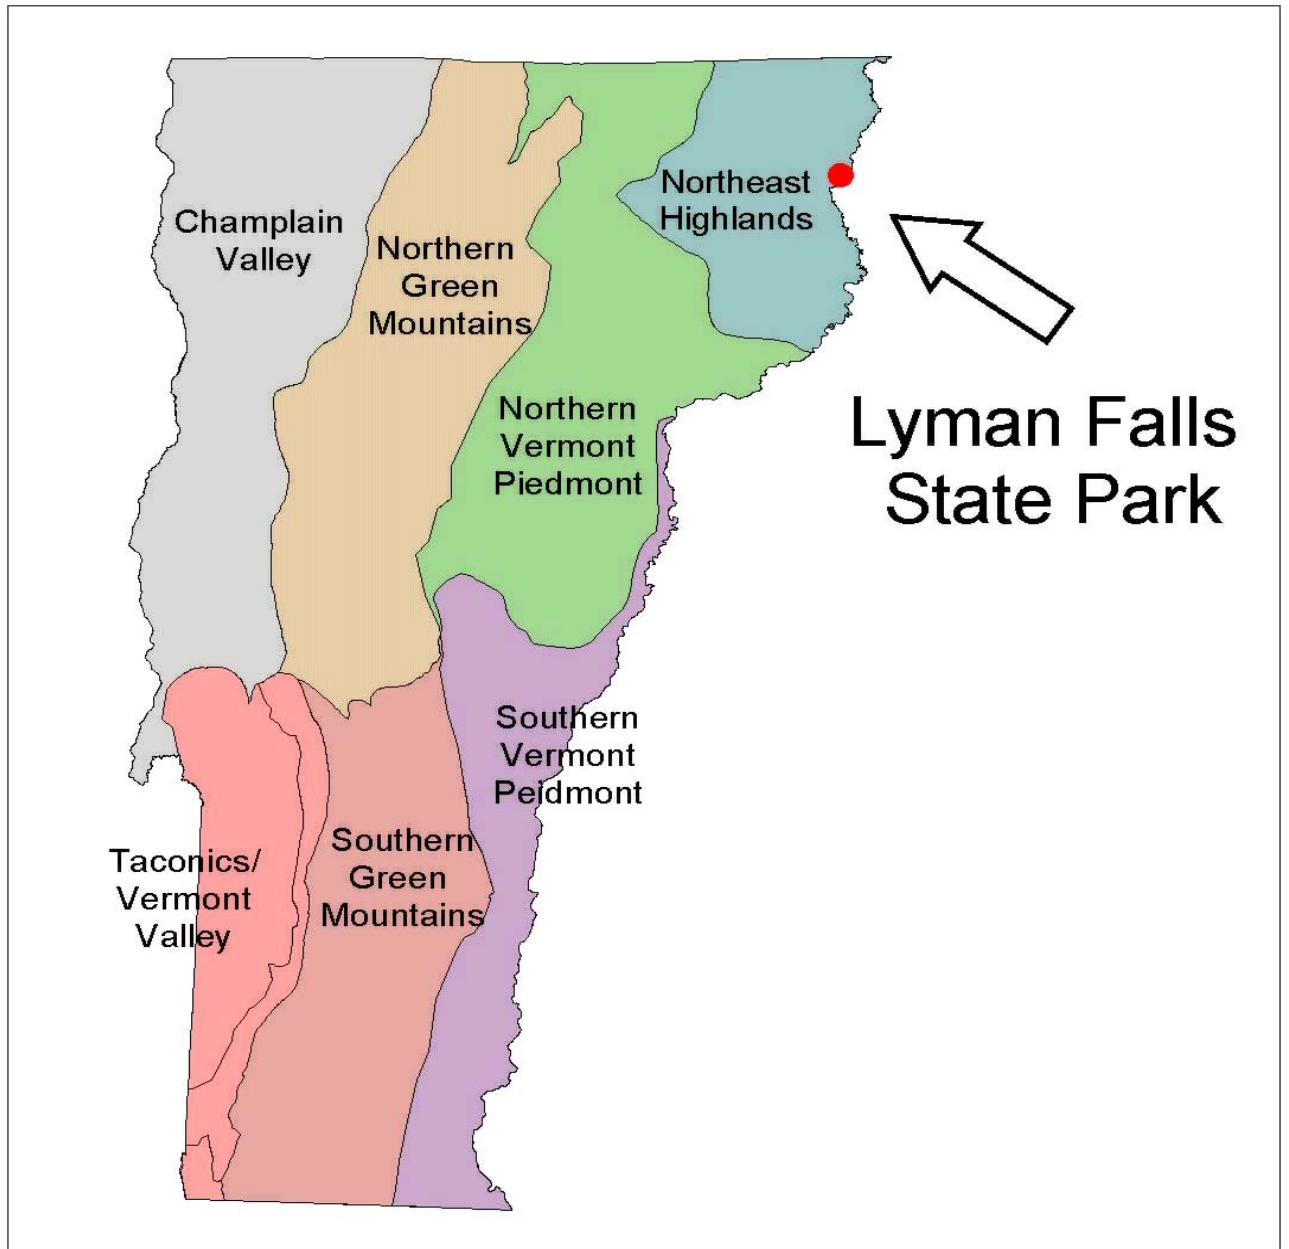 Champlain
Valley
Northern
Green
Mountains
Northeast
Highlands
Northern
Vermont
Piedmont
Lyman Falls
State Park
Southern
Vermont
Peidmont
Taconics/
Vermont
Valley
Southern
Green
Mountains